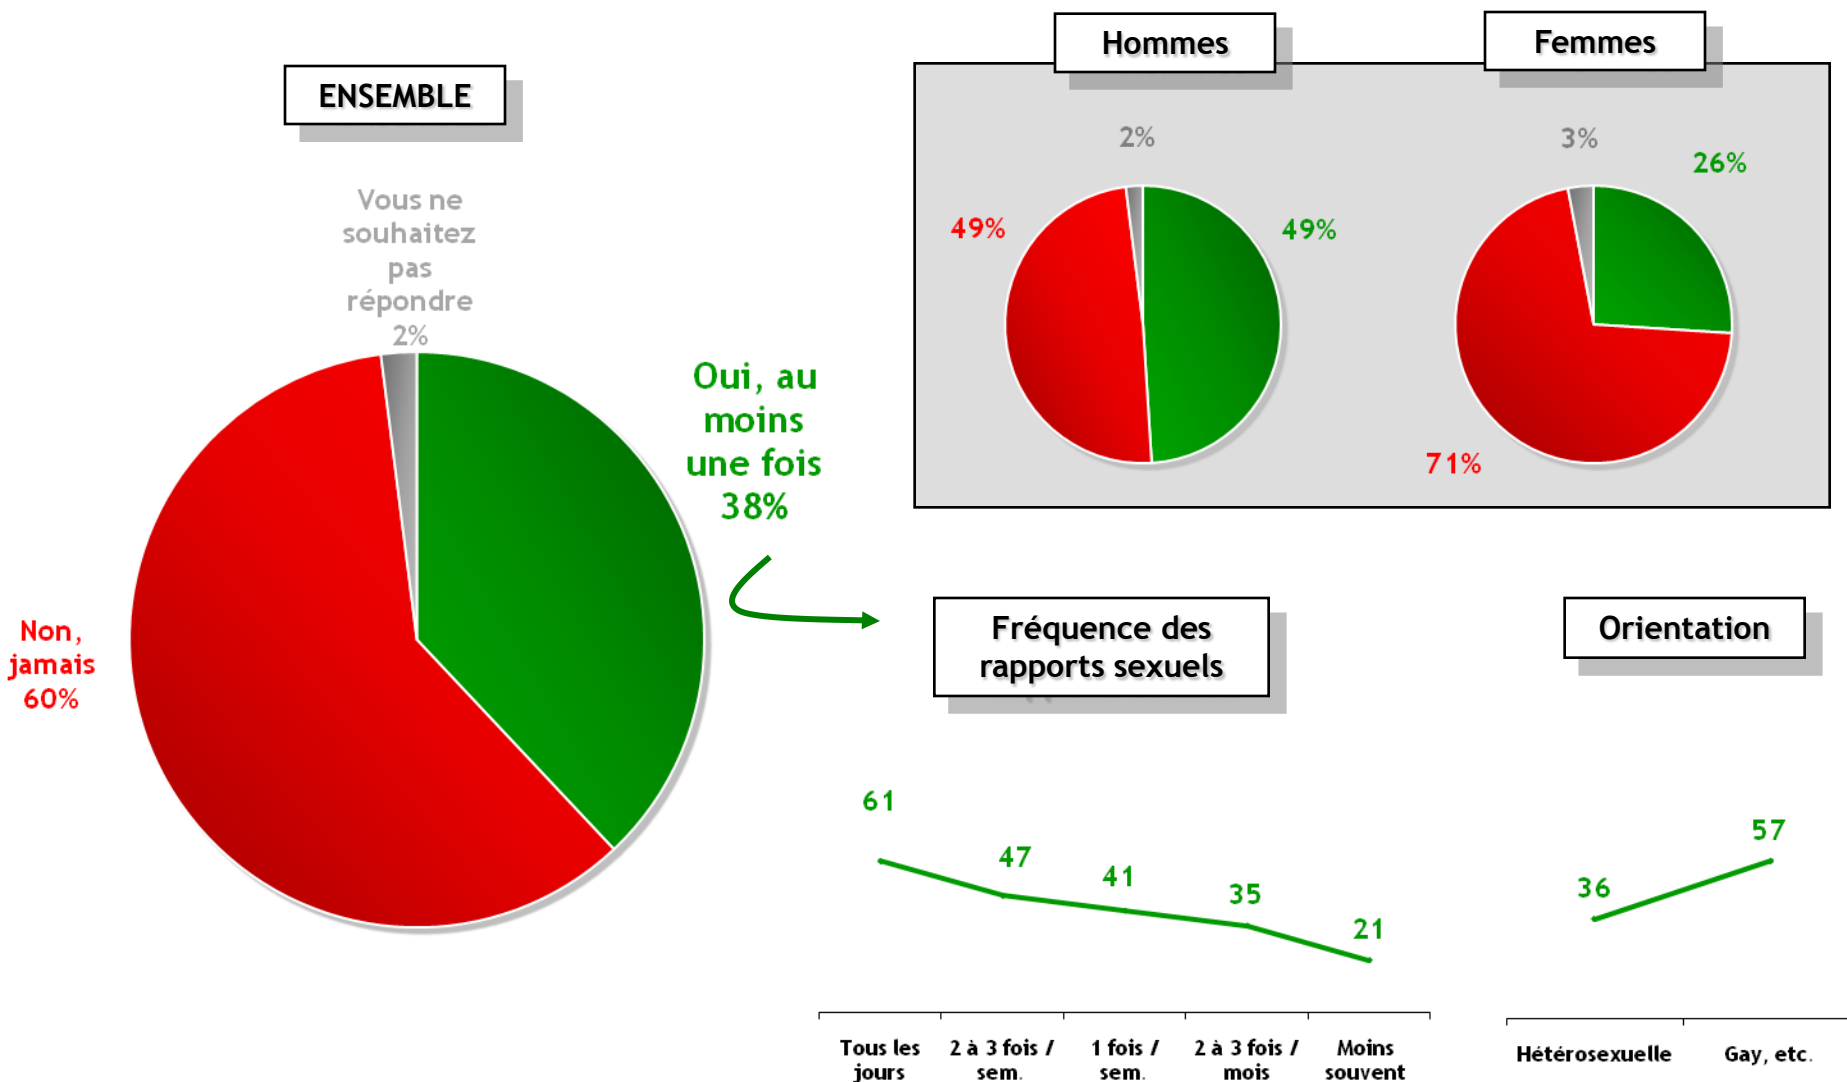 ENSEMBLE
Vous ne
souhaitez
pas
répondre
2%
Oui, au
moins
une fois
38%
Non,
jamais
60%
Hommes
2%
49%
49%
Femmes
3%
26%
71%
Fréquence des
rapports sexuels
61
47
41
35
21
Tous les
jours
2 à 3 fois /
sem.
1 fois /
sem.
2 à 3 fois /
mois
Moins
souvent
Orientation
36
57
Hétérosexuelle
Gay, etc.